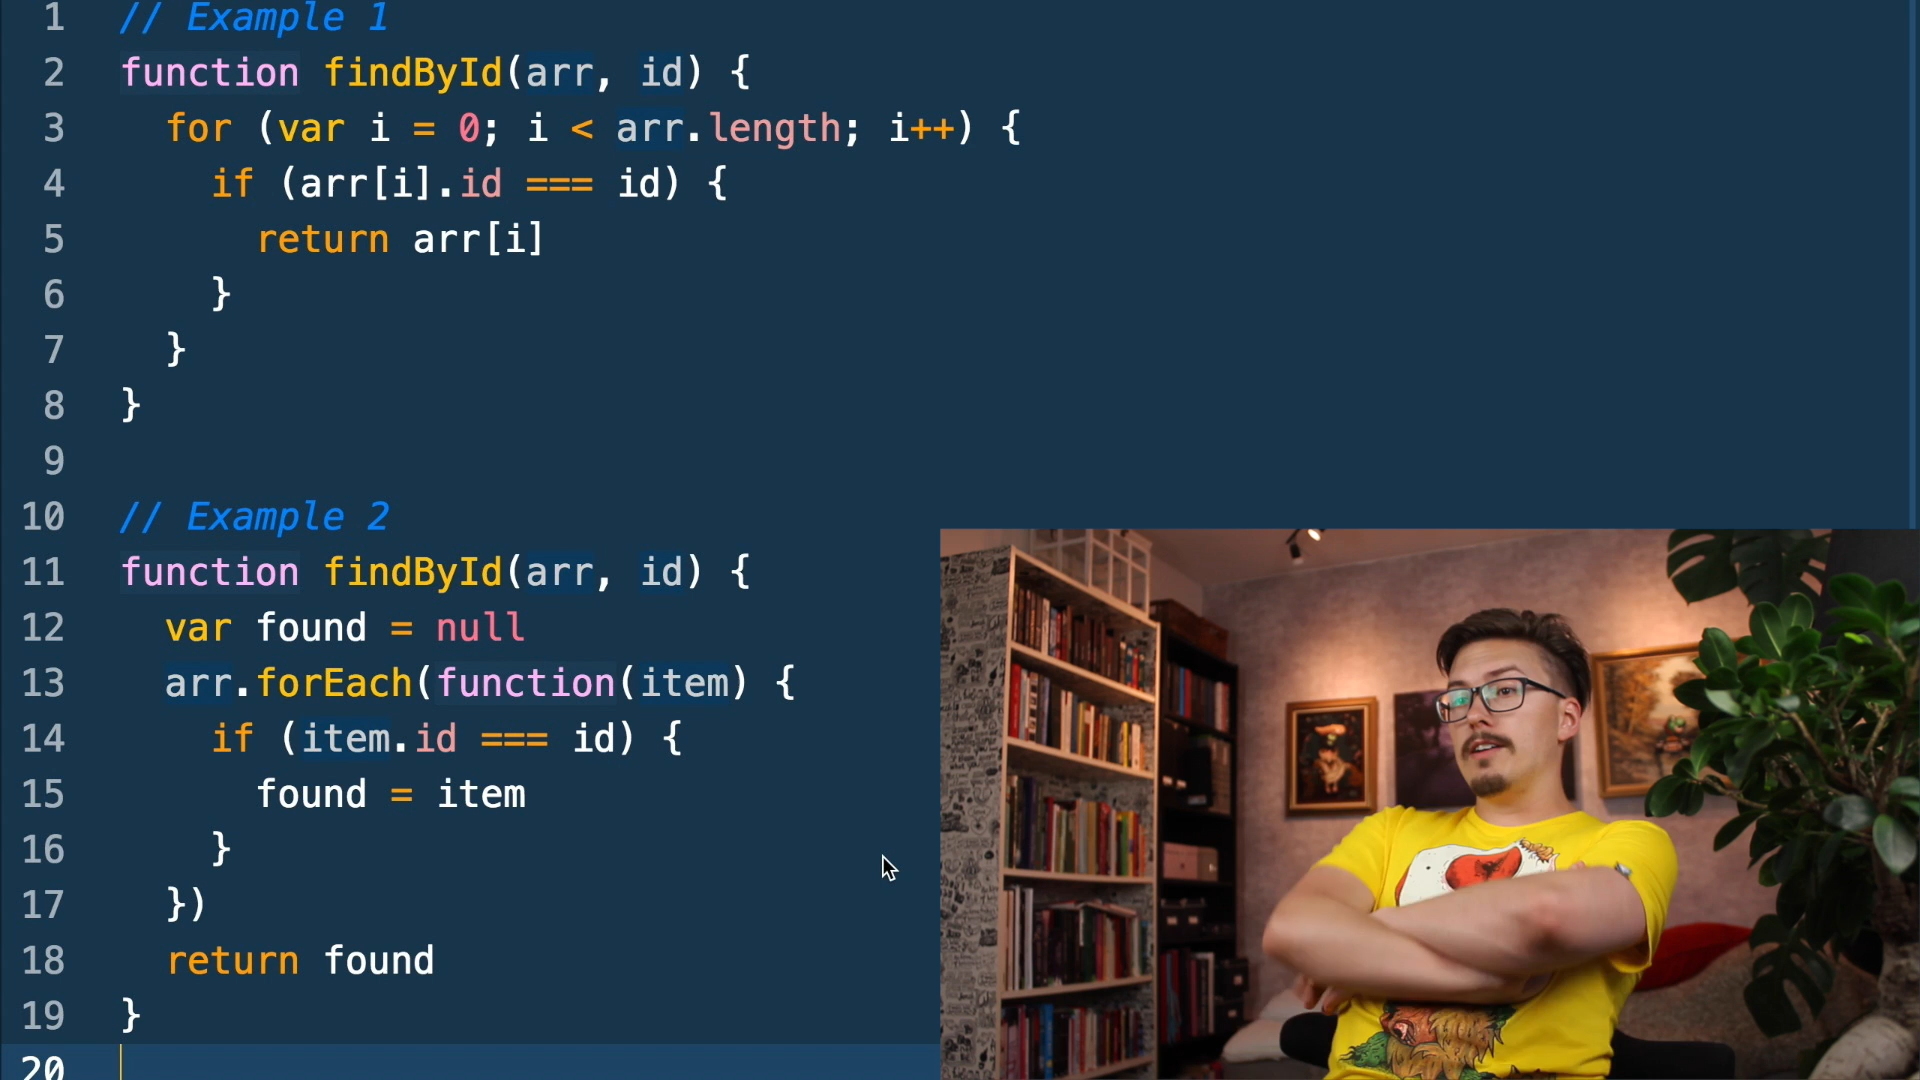 1 // Example 1
2 function findById(arr, id) {
3   for (var i = 0; i < arr.length; i++) {
4     if (arr[i].id === id) {
5       return arr[i]
6     }
7   }
8 }
9
10 // Example 2
11 function findById(arr, id) {
12   var found = null
13   arr.forEach(function(item) {
14     if (item.id === id) {
15       found = item
16     }
17   })
18   return found
19 }
20